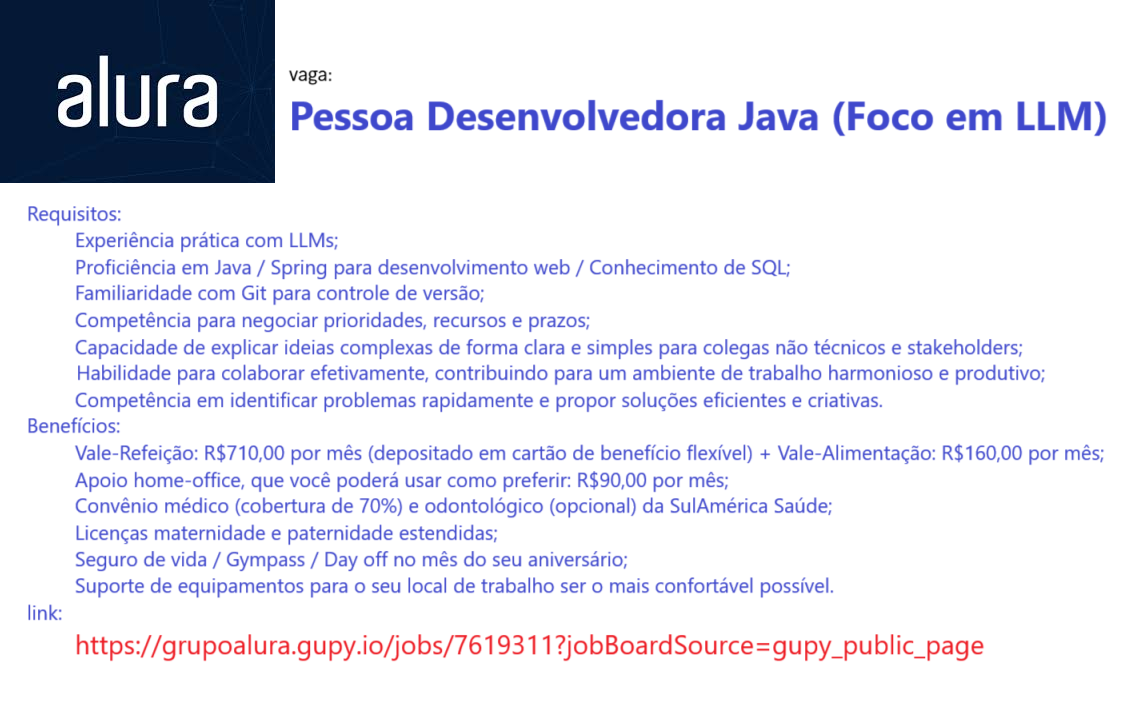 alura
vaga:
Pessoa Desenvolvedora Java (Foco em LLM)
Requisitos:
Experiência prática com LLMs;
Proficiência em Java / Spring para desenvolvimento web / Conhecimento de SQL;
Familiaridade com Git para controle de versão;
Competência para negociar prioridades, recursos e prazos;
Capacidade de explicar ideias complexas de forma clara e simples para colegas não técnicos e stakeholders;
Habilidade para colaborar efetivamente, contribuindo para um ambiente de trabalho harmonioso e produtivo;
Competência em identificar problemas rapidamente e propor soluções eficientes e criativas.
Benefícios:
Vale-Refeição: R$710,00 por mês (depositado em cartão de benefício flexível) + Vale-Alimentação: R$160,00 por mês;
Apoio home-office, que você poderá usar como preferir: R$90,00 por mês;
Convênio médico (cobertura de 70%) e odontológico (opcional) da SulAmérica Saúde;
Licenças maternidade e paternidade estendidas;
Seguro de vida / Gympass / Day off no mês do seu aniversário;
Suporte de equipamentos para o seu local de trabalho ser o mais confortável possível.
link:
https://grupoalura.gupy.io/jobs/7619311?jobBoardSource=gupy_public_page